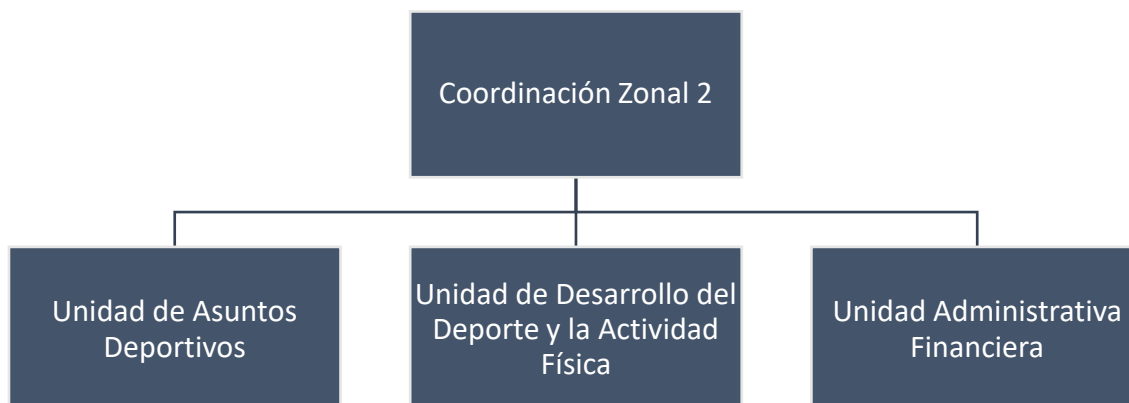 Coordinación Zonal 2
Unidad de Asuntos
Deportivos
Unidad de Desarrollo del
Deporte y la Actividad
Física
Unidad Administrativa
Financiera